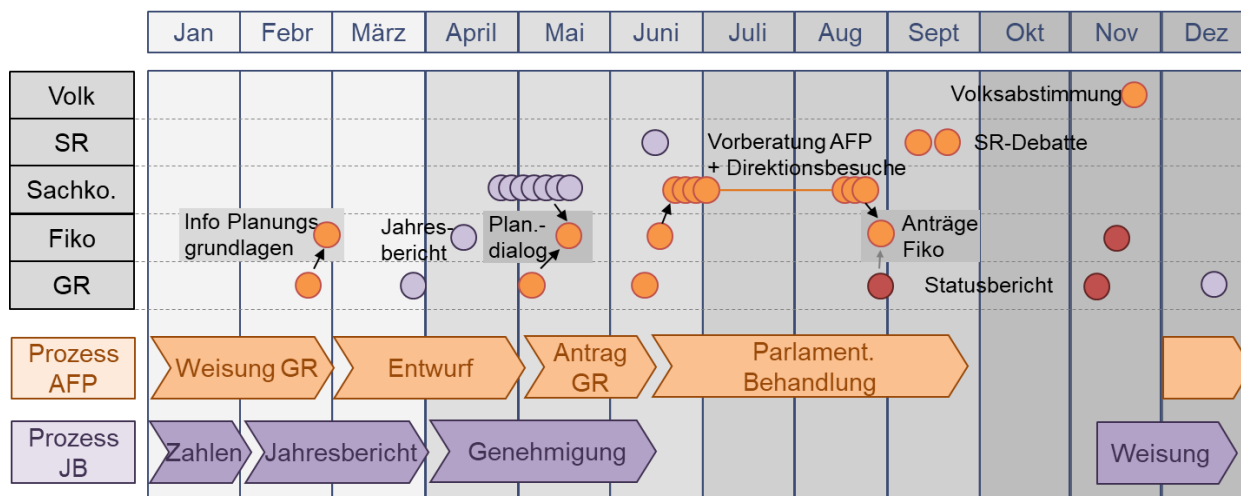 Jan Febr März April Mai Juni Juli Aug Sept Okt Nov Dez
Volk
Volksabstimmung
SR
Vorberatung AFP
+ Direktionsbesuche
SR-Debatte
Sachko.
Info Planungs
grundlagen
Fiko
Jahres-
bericht
Plan.-
dialog
Anträge
Fiko
GR
Statusbericht
Prozess
AFP
Weisung GR
Entwurf
Antrag
GR
Parlament.
Behandlung
Prozess
JB
Zahlen
Jahresbericht
Genehmigung
Weisung